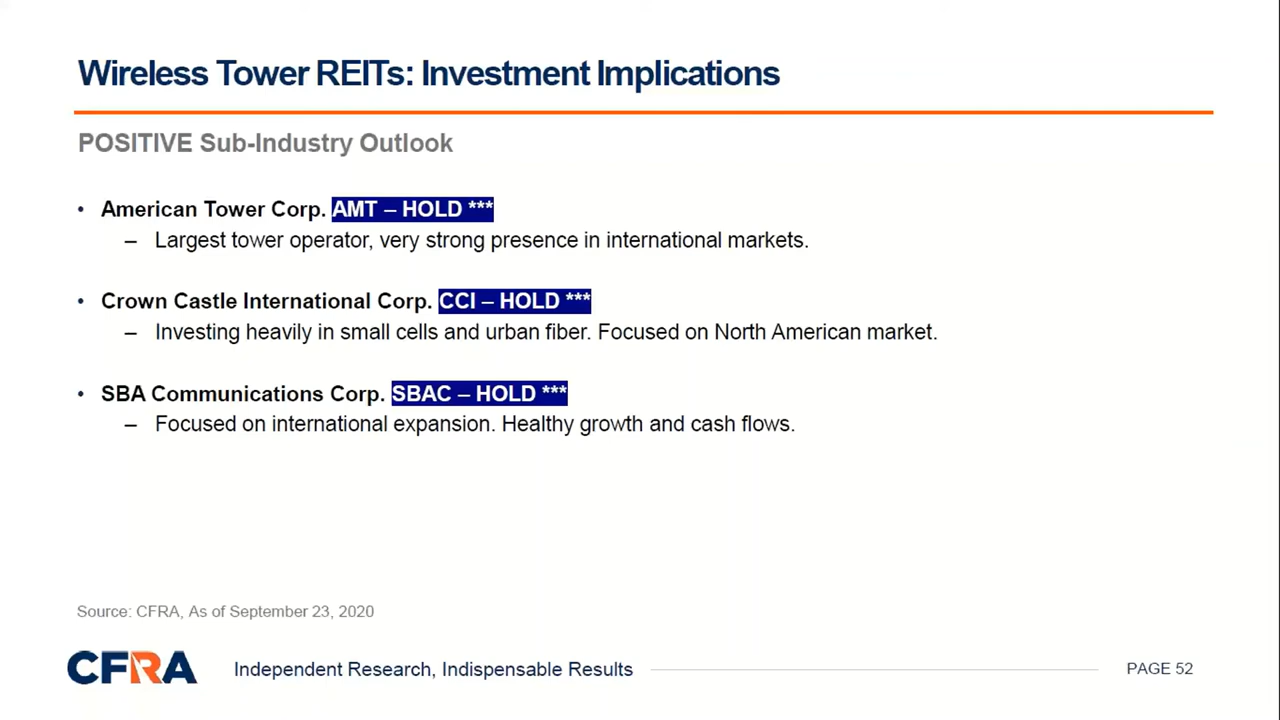 Wireless Tower REITs: Investment Implications
POSITIVE Sub-Industry Outlook
• American Tower Corp. AMT – HOLD ***
– Largest tower operator, very strong presence in international markets.
• Crown Castle International Corp. CCI – HOLD ***
– Investing heavily in small cells and urban fiber. Focused on North American market.
• SBA Communications Corp. SBAC – HOLD ***
– Focused on international expansion. Healthy growth and cash flows.
Source: CFRA, As of September 23, 2020
CFRA Independent Research, Indispensable Results PAGE 52